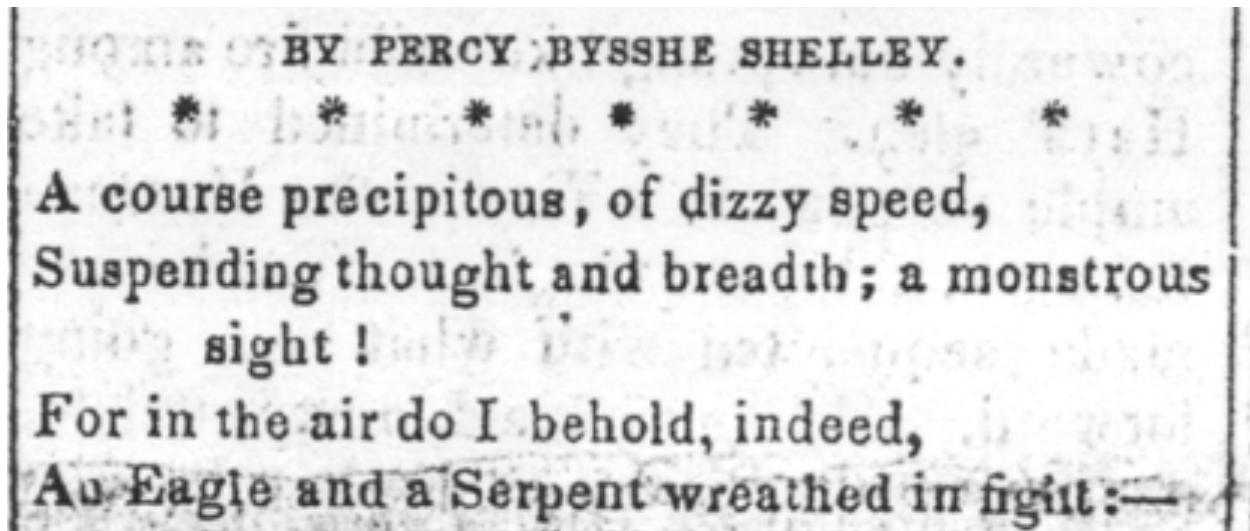 BY PERCY BYSSHE SHELLEY.
* * * * * * *
A course precipitous, of dizzy speed,
Suspending thought and breadth; a monstrous
sight!
For in the air do I behold, indeed,
An Eagle and a Serpent wreathed in fight:—